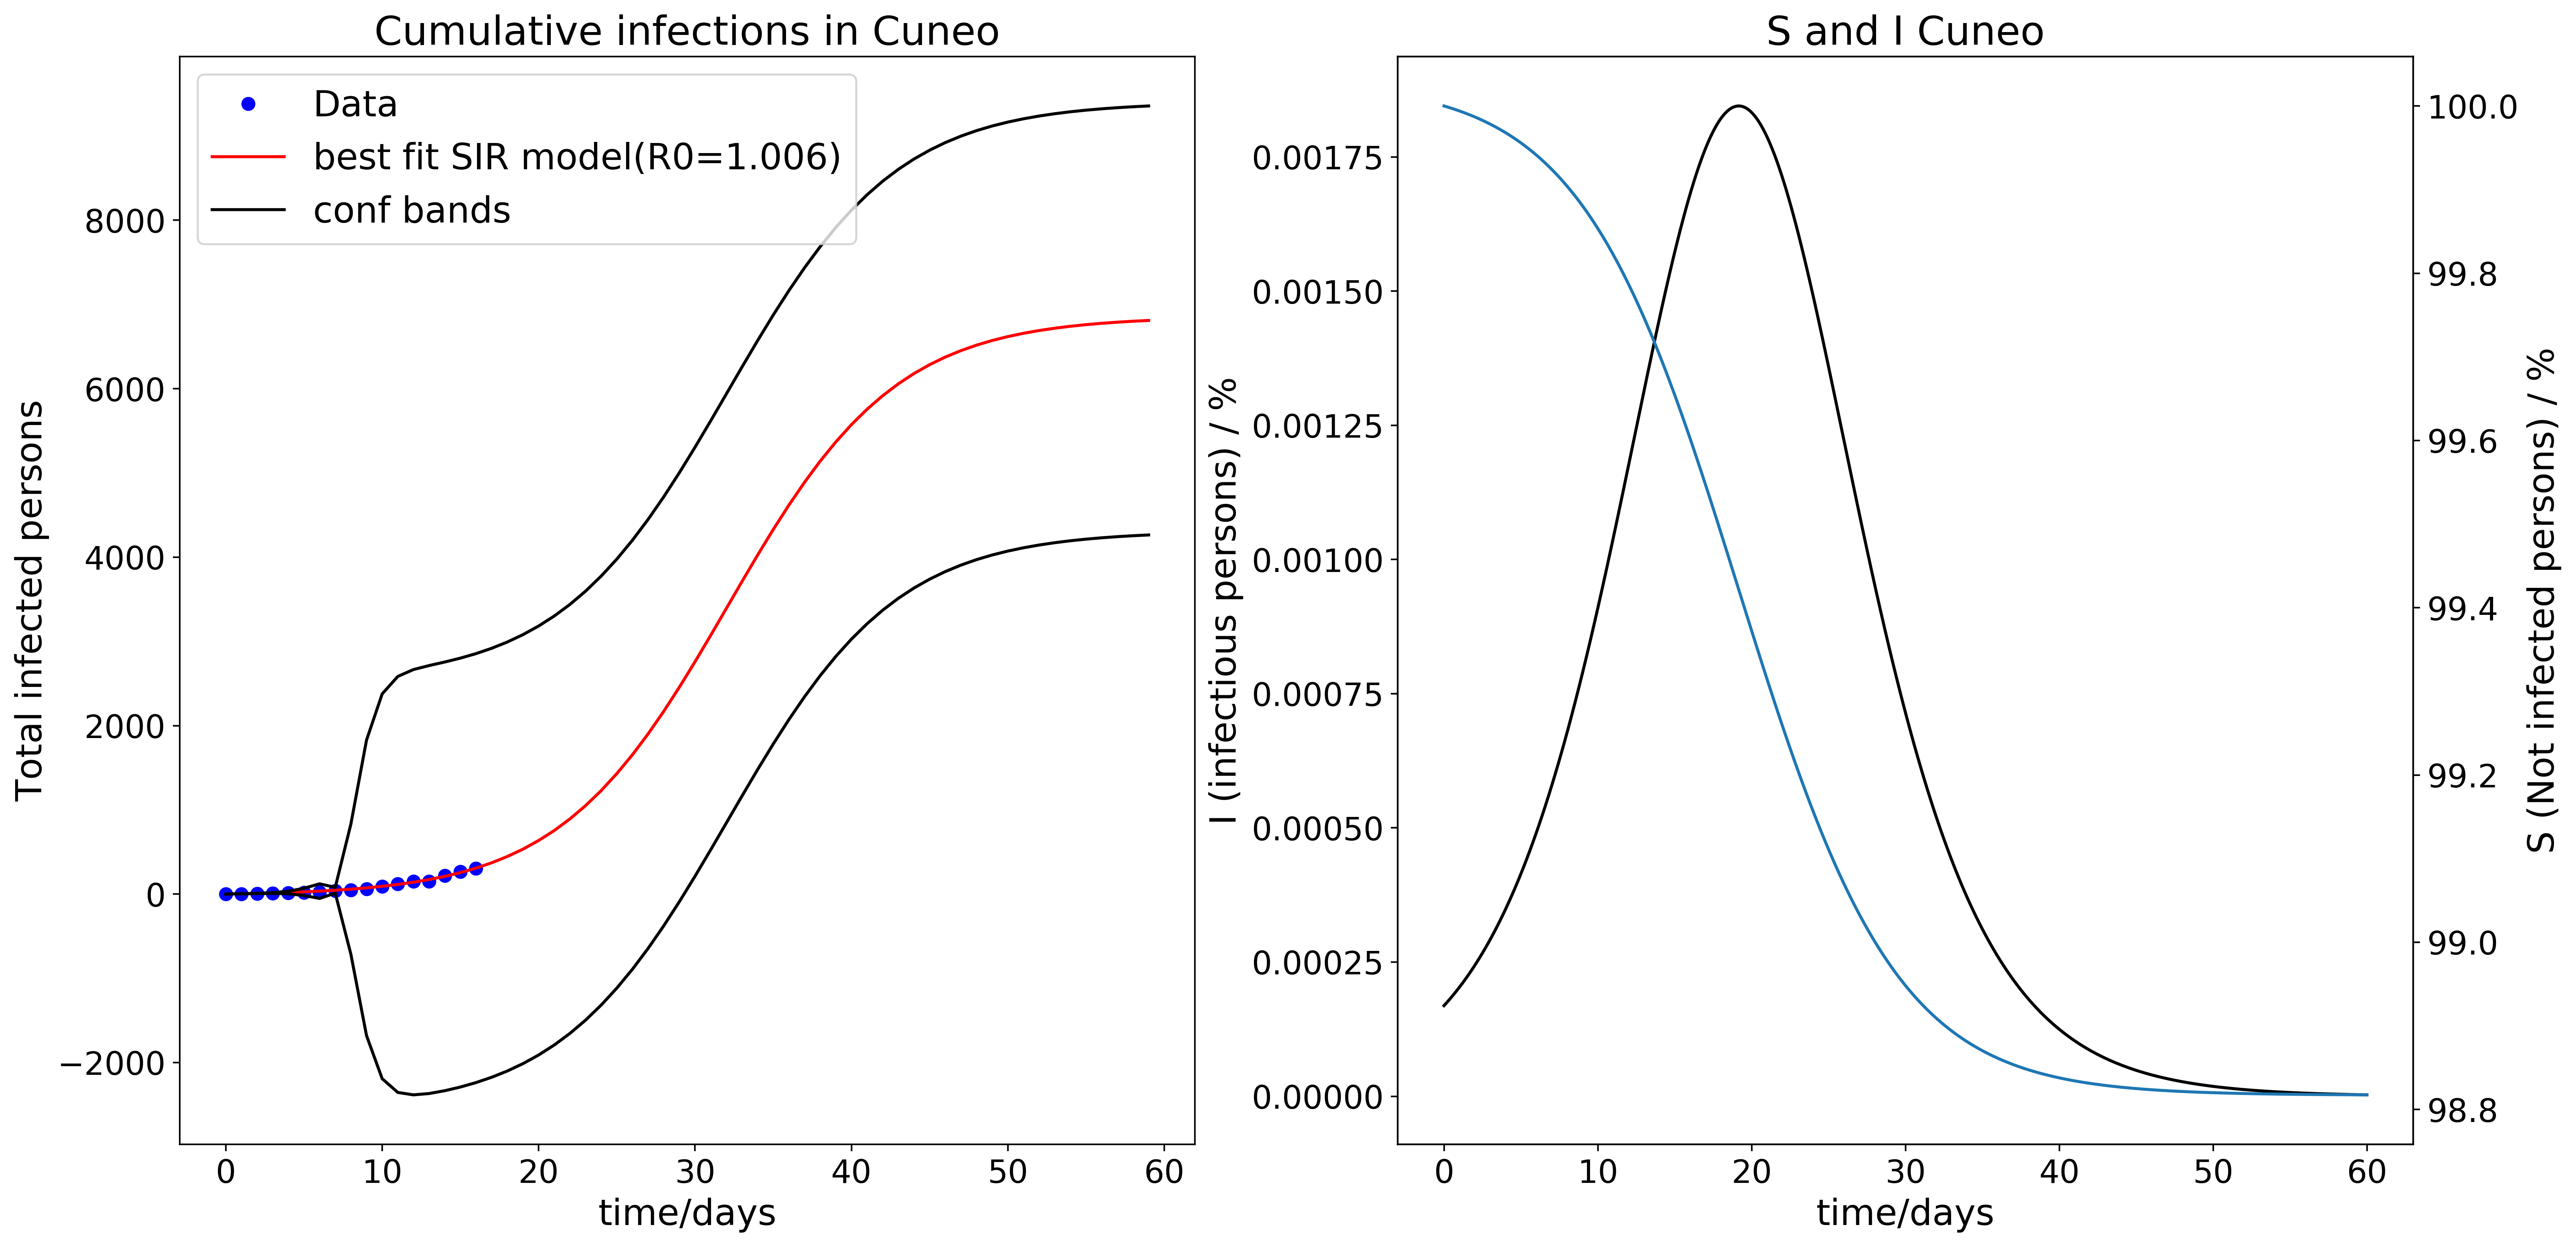 Cumulative infections in Cuneo
Data
best fit SIR model(R0=1.006)
conf bands
8000
6000
4000
2000
0
−2000
Total infected persons
0 10 20 30 40 50 60
time/days
S and I Cuneo
0.00175
0.00150
0.00125
0.00100
0.00075
0.00050
0.00025
0.00000
I (infectious persons) / %
100.0
99.8
99.6
99.4
99.2
99.0
98.8
S (Not infected persons) / %
0 10 20 30 40 50 60
time/days